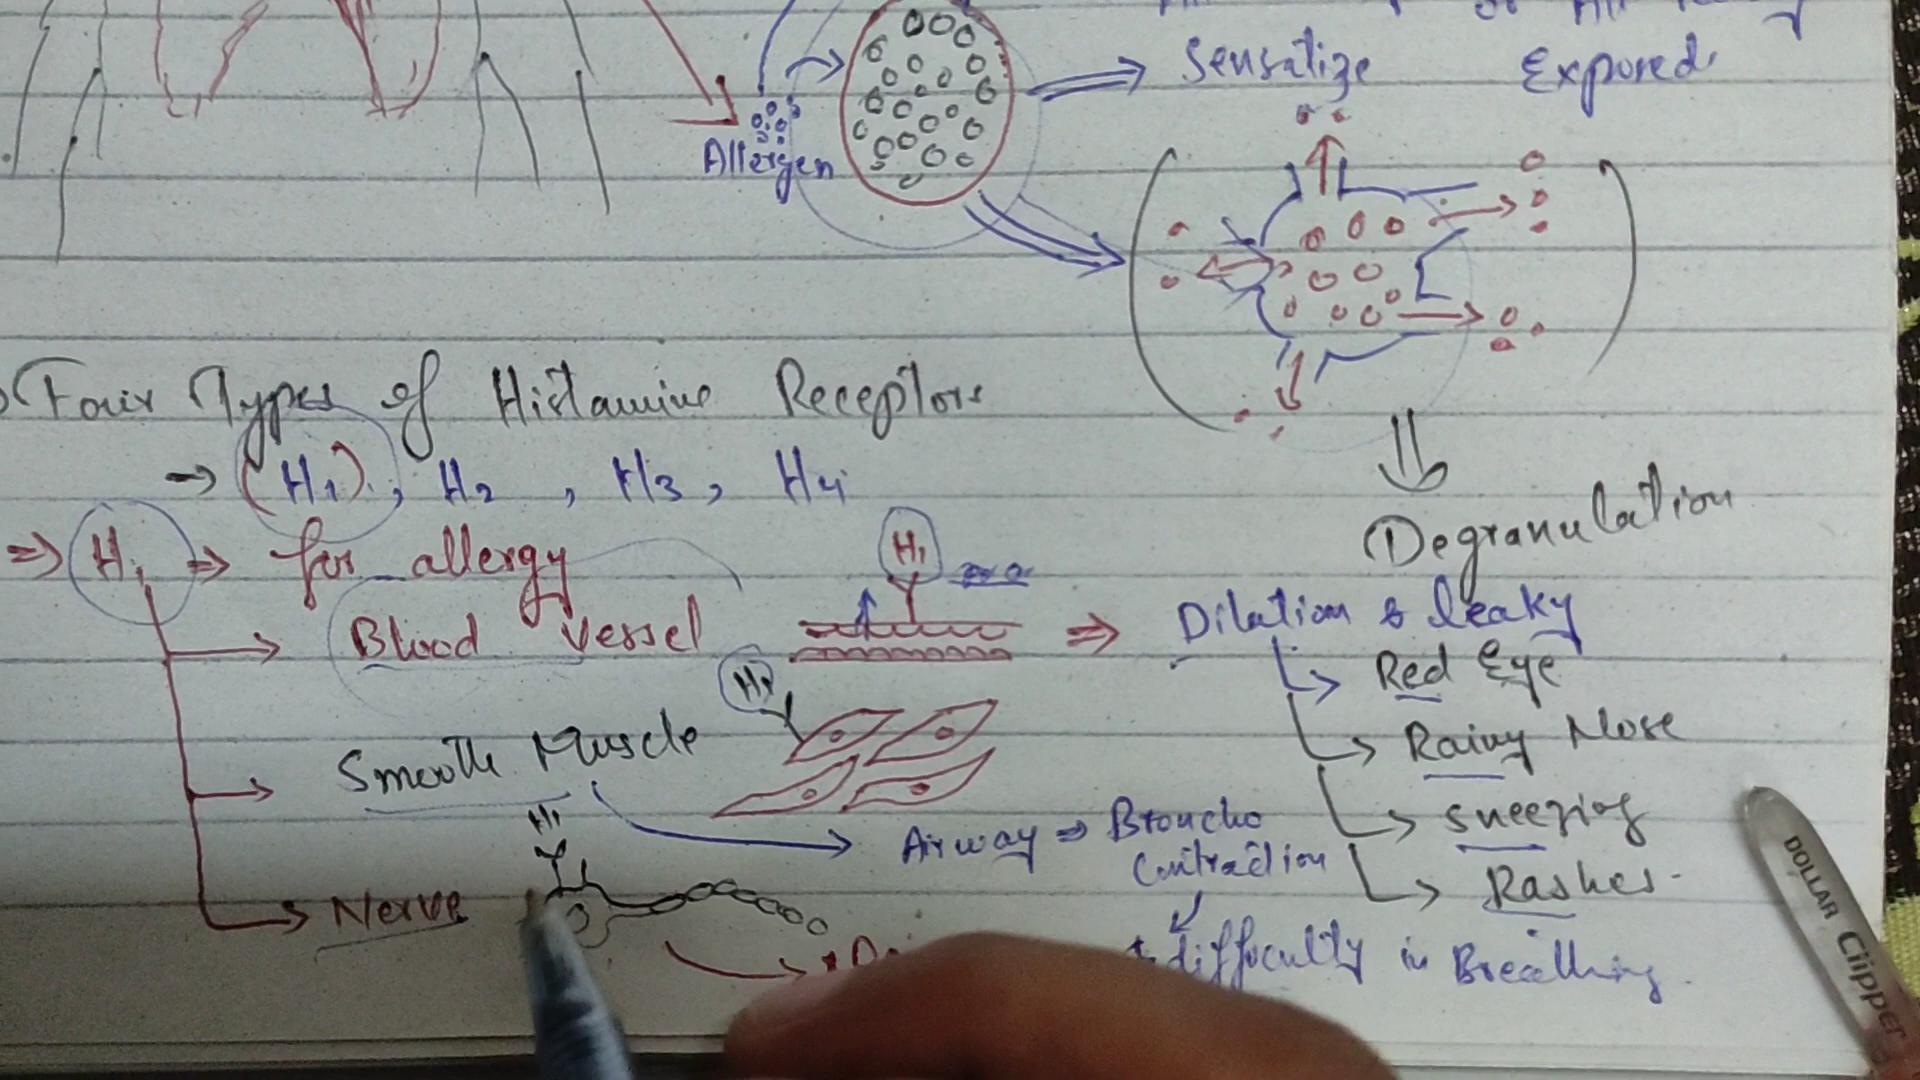 Sensatize Exposed
Allergen
Four Types of Histamine Receptors
→ (H1), H2, H3, H4
Degranulation
⇒ H1 ⇒ for allergy
H1
Blood Vessel ⇒ Dilation & leaky
Red Eye
H1
Smooth Muscle
Rainy Nose
Airway ⇒ Broncho
Contraction
sneezing
H1
Rashes
Nerve
difficulty in Breathing
DOLLAR Clipper